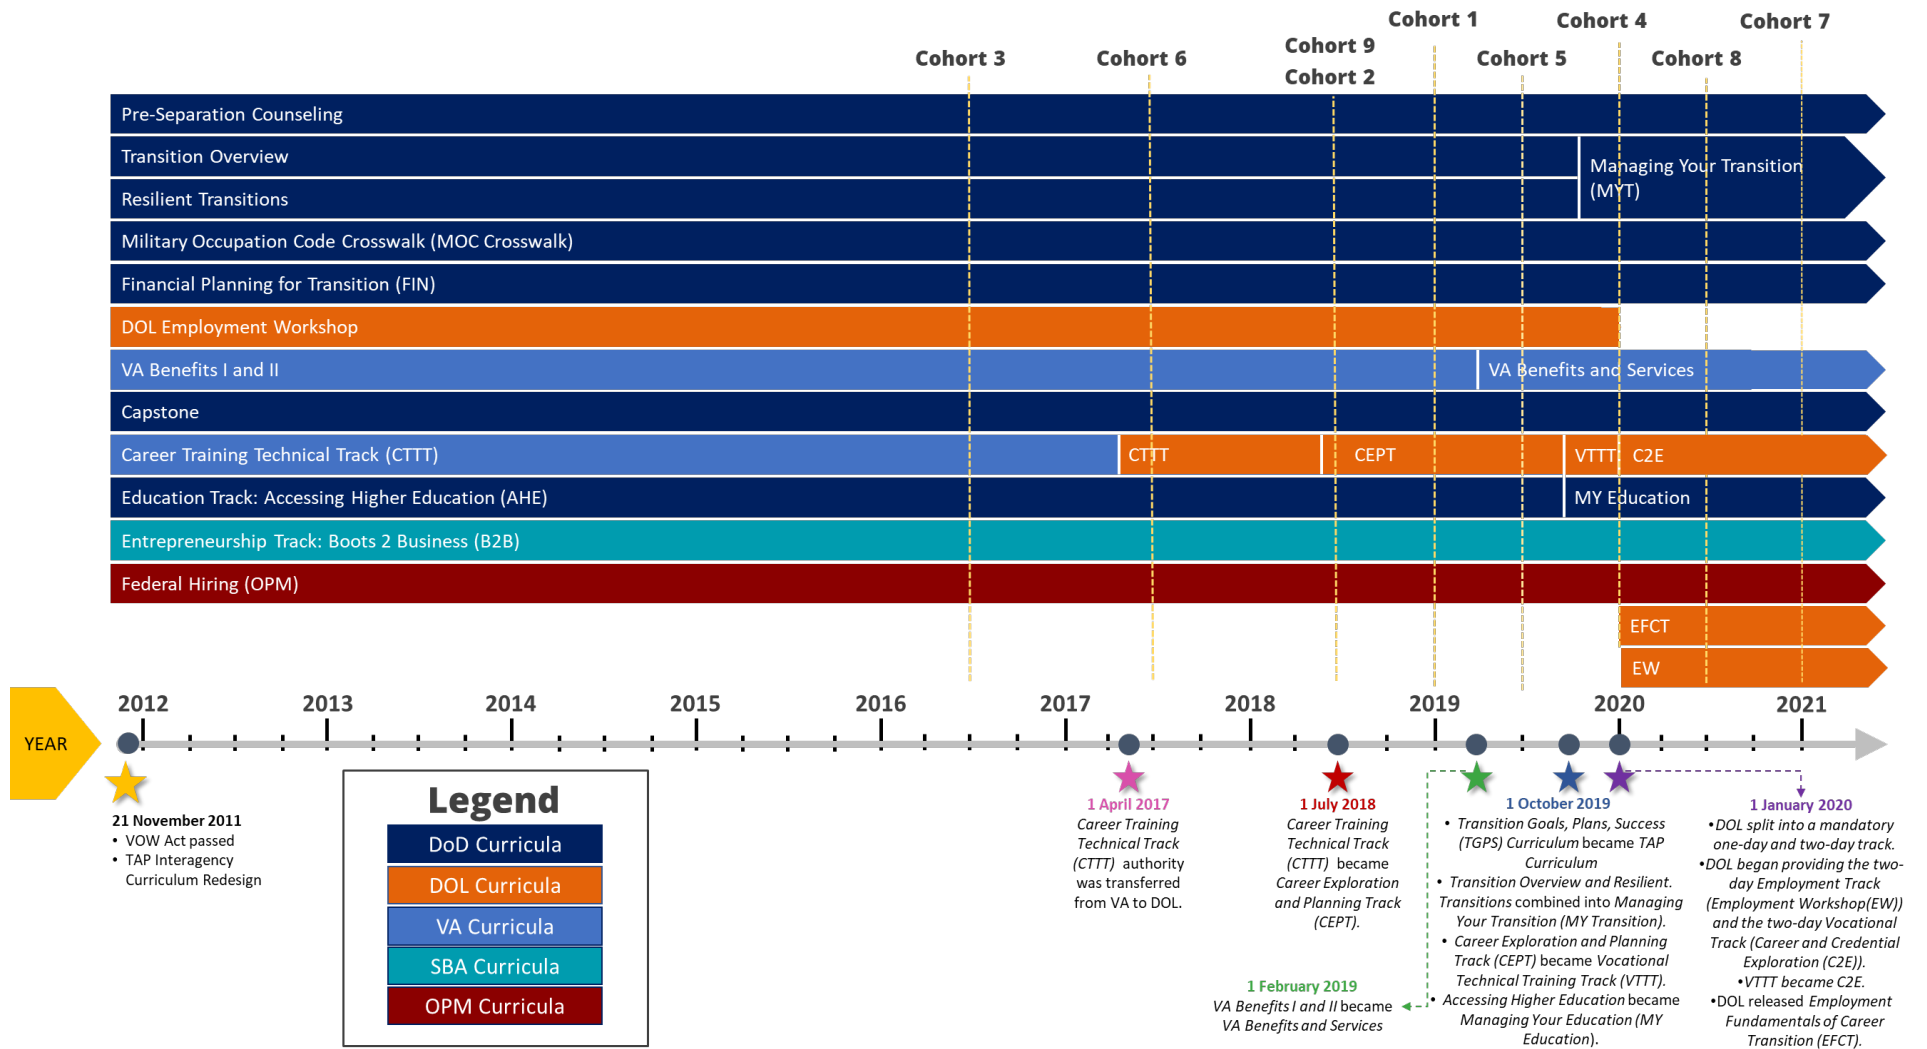 Cohort 1
Cohort 4
Cohort 7
Cohort 3
Cohort 6
Cohort 9
Cohort 2
Cohort 5
Cohort 8
Pre-Separation Counseling
Transition Overview
Managing Your Transition
(MYT)
Resilient Transitions
Military Occupation Code Crosswalk (MOC Crosswalk)
Financial Planning for Transition (FIN)
DOL Employment Workshop
VA Benefits I and II
VA Benefits and Services
Capstone
Career Training Technical Track (CTTT)
CTTT
CEPT
VTTT
C2E
Education Track: Accessing Higher Education (AHE)
MY Education
Entrepreneurship Track: Boots 2 Business (B2B)
Federal Hiring (OPM)
EFCT
EW
YEAR
2012
2013
2014
2015
2016
2017
2018
2019
2020
2021
21 November 2011
• VOW Act passed
• TAP Interagency
Curriculum Redesign
Legend
DoD Curricula
DOL Curricula
VA Curricula
SBA Curricula
OPM Curricula
1 April 2017
Career Training
Technical Track
(CTTT) authority
was transferred
from VA to DOL.
1 July 2018
Career Training
Technical Track
(CTTT) became
Career Exploration
and Planning Track
(CEPT).
1 February 2019
VA Benefits I and II became
VA Benefits and Services
1 October 2019
• Transition Goals, Plans, Success
(TGPS) Curriculum became TAP
Curriculum
• Transition Overview and Resilient.
Transitions combined into Managing
Your Transition (MY Transition).
• Career Exploration and Planning
Track (CEPT) became Vocational
Technical Training Track (VTTT).
• Accessing Higher Education became
Managing Your Education (MY
Education).
1 January 2020
•DOL split into a mandatory
one-day and two-day track.
•DOL began providing the two-
day Employment Track
(Employment Workshop(EW))
and the two-day Vocational
Track (Career and Credential
Exploration (C2E)).
•VTTT became C2E.
•DOL released Employment
Fundamentals of Career
Transition (EFCT).